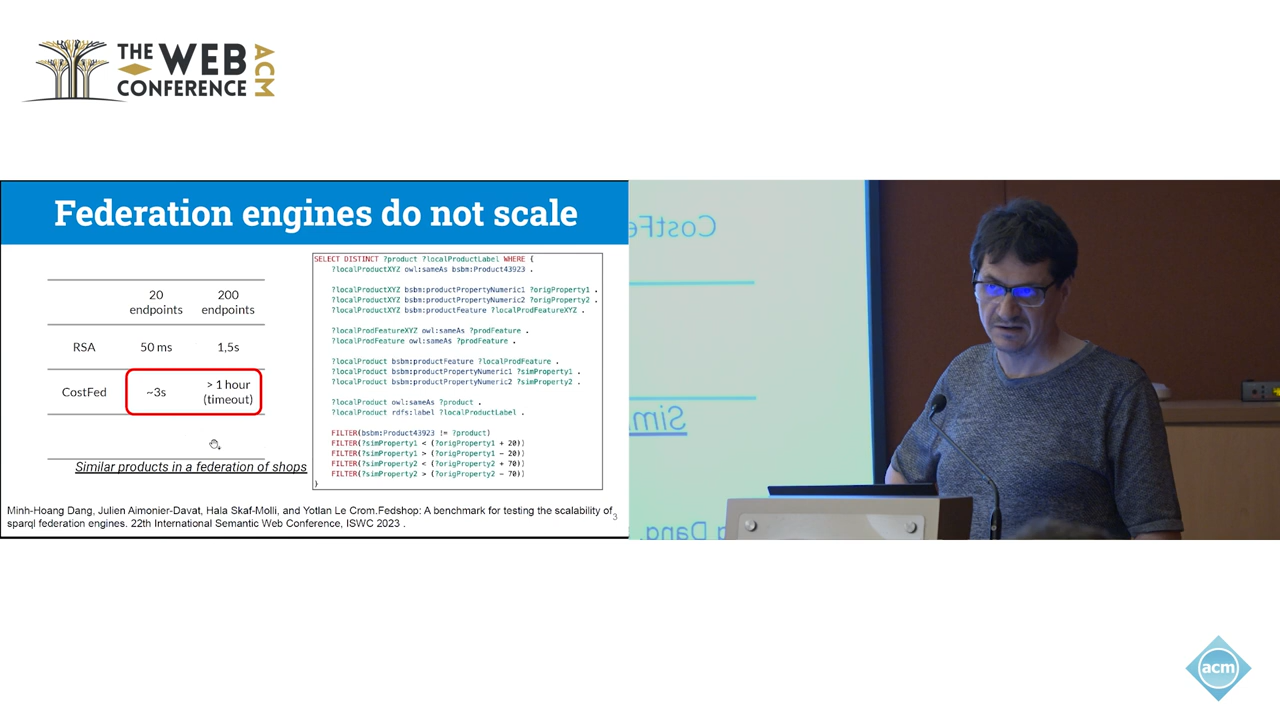 THE WEB
CONFERENCE
ACM
Federation engines do not scale
20 endpoints
200 endpoints
RSA
50 ms
1,5s
CostFed
~3s
> 1 hour (timeout)
Similar products in a federation of shops
SELECT DISTINCT ?product ?localProductLabel WHERE {
?localProductXYZ owl:sameAs bsbm:Product43923 .
?localProductXYZ bsbm:productPropertyNumeric1 ?origProperty1 .
?localProductXYZ bsbm:productPropertyNumeric2 ?origProperty2 .
?localProductXYZ bsbm:productFeature ?localProdFeatureXYZ .
?localProdFeatureXYZ owl:sameAs ?prodFeature .
?localProdFeature owl:sameAs ?prodFeature .
?localProduct bsbm:productFeature ?localProdFeature .
?localProduct bsbm:productPropertyNumeric1 ?simProperty1 .
?localProduct bsbm:productPropertyNumeric2 ?simProperty2 .
?localProduct owl:sameAs ?product .
?localProduct rdfs:label ?localProductLabel .
FILTER(bsbm:Product43923 != ?product)
FILTER(?simProperty1 < (?origProperty1 + 20))
FILTER(?simProperty1 > (?origProperty1 - 20))
FILTER(?simProperty2 < (?origProperty2 + 70))
FILTER(?simProperty2 > (?origProperty2 - 70))
}
Minh-Hoang Dang, Julien Aimonier-Davat, Hala Skaf-Molli, and Yotlan Le Crom.Fedshop: A benchmark for testing the scalability of
sparql federation engines. 22th International Semantic Web Conference, ISWC 2023 .
3
CostFe
Sim
g Dang,
acm